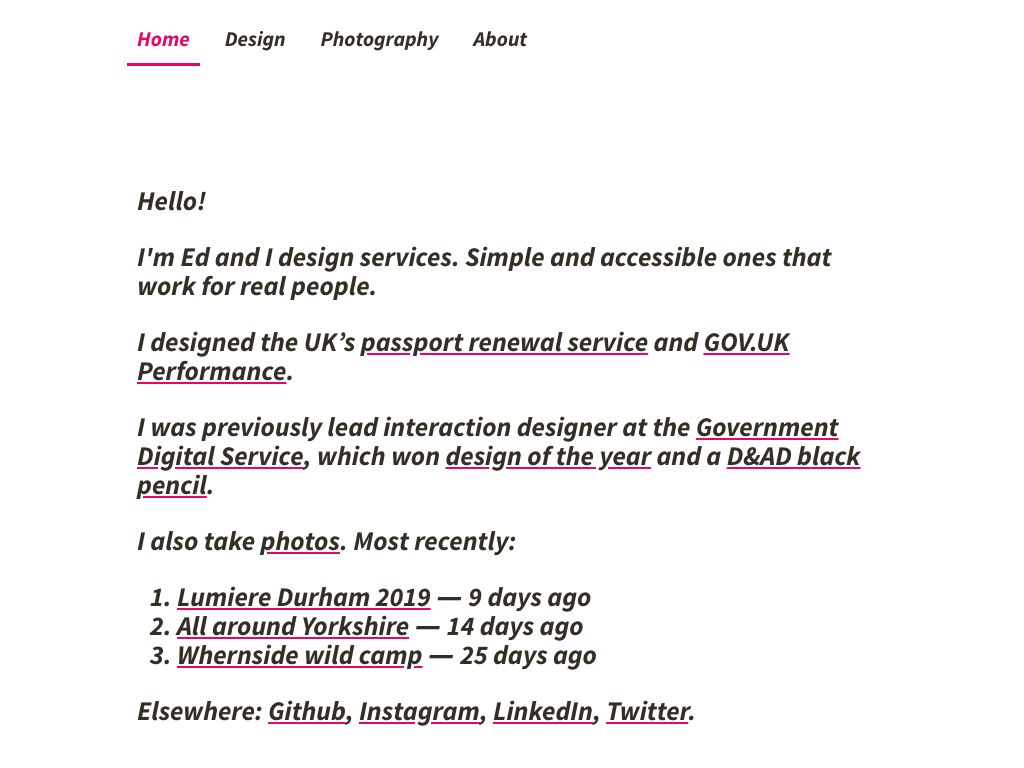 Home Design Photography About
Hello!
I'm Ed and I design services. Simple and accessible ones that
work for real people.
I designed the UK’s passport renewal service and GOV.UK
Performance.
I was previously lead interaction designer at the Government
Digital Service, which won design of the year and a D&AD black
pencil.
I also take photos. Most recently:
1. Lumiere Durham 2019 — 9 days ago
2. All around Yorkshire — 14 days ago
3. Whernside wild camp — 25 days ago
Elsewhere: Github, Instagram, LinkedIn, Twitter.